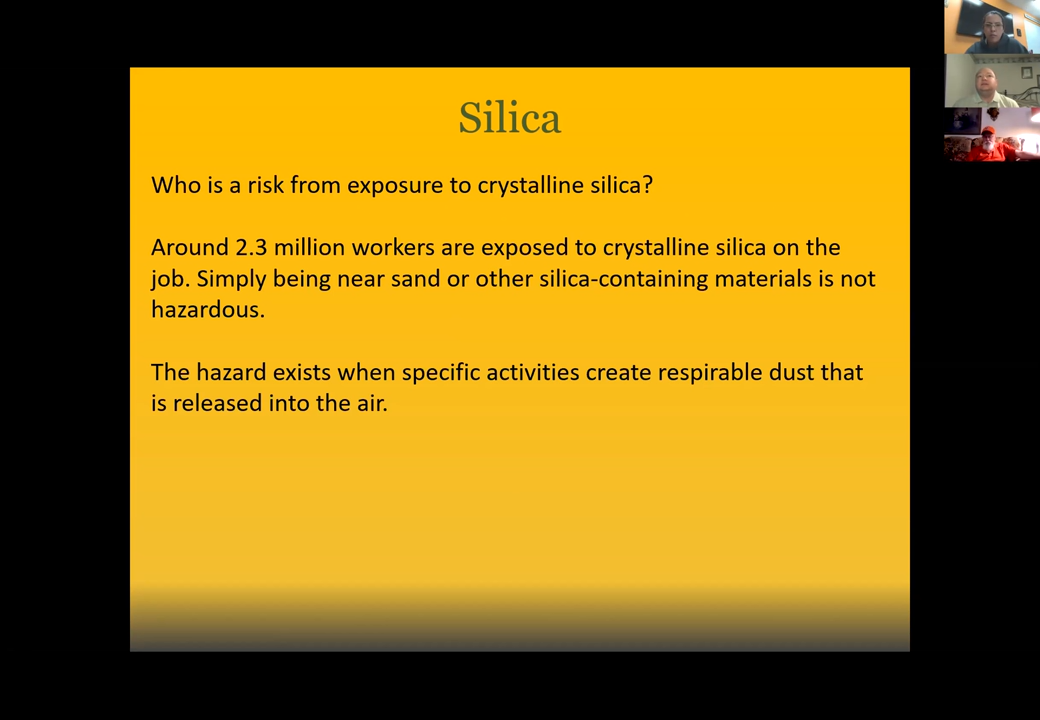 Silica
Who is a risk from exposure to crystalline silica?
Around 2.3 million workers are exposed to crystalline silica on the
job. Simply being near sand or other silica-containing materials is not
hazardous.
The hazard exists when specific activities create respirable dust that
is released into the air.